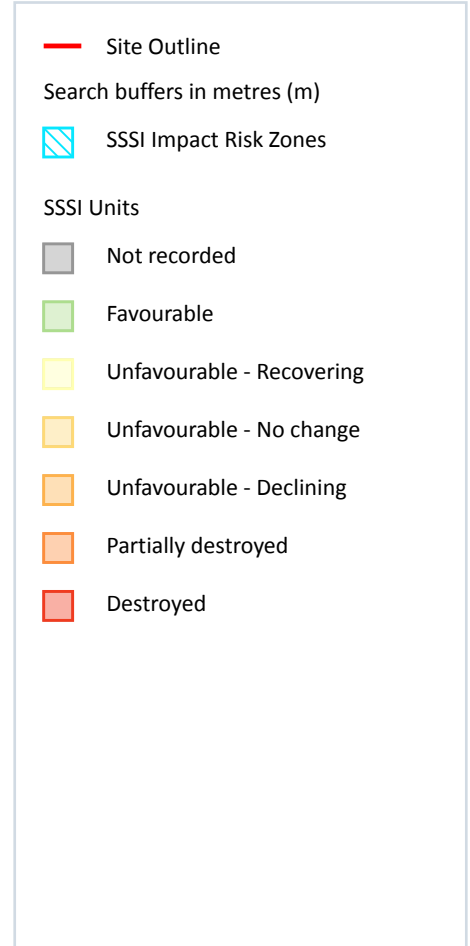 Site Outline
Search buffers in metres (m)
SSSI Impact Risk Zones
SSSI Units
Not recorded
Favourable
Unfavourable - Recovering
Unfavourable - No change
Unfavourable - Declining
Partially destroyed
Destroyed